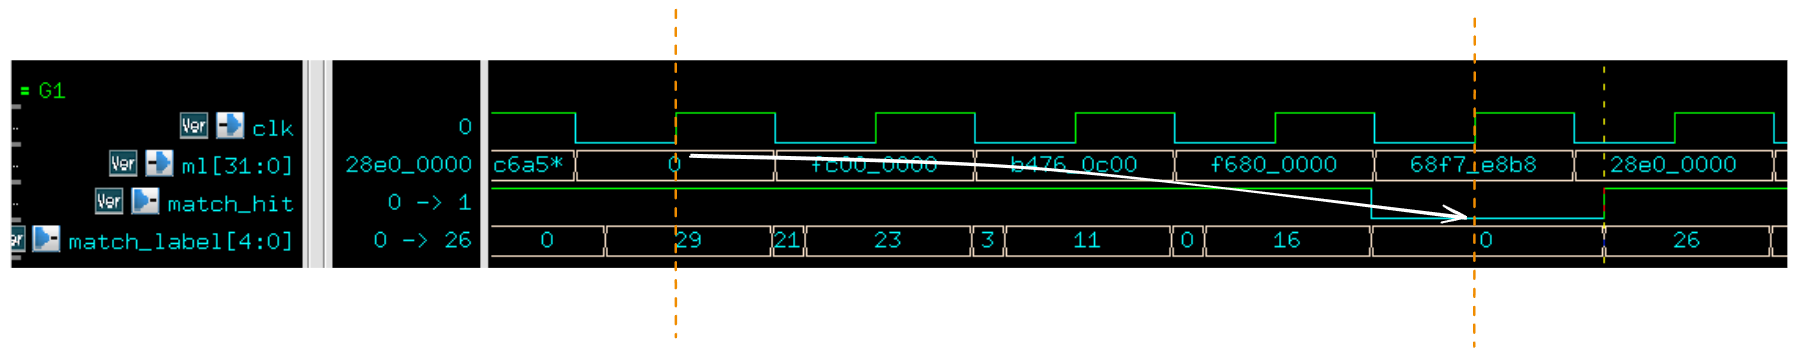 = G1
Ver clk 0
Ver ml[31:0] 28e0_0000 c6a5* 0 fc00_0000 b476_0c00 f680_0000 68f7_e8b8 28e0_0000
Ver match_hit 0 -> 1
er match_label[4:0] 0 -> 26 0 29 21 23 3 11 0 16 0 26